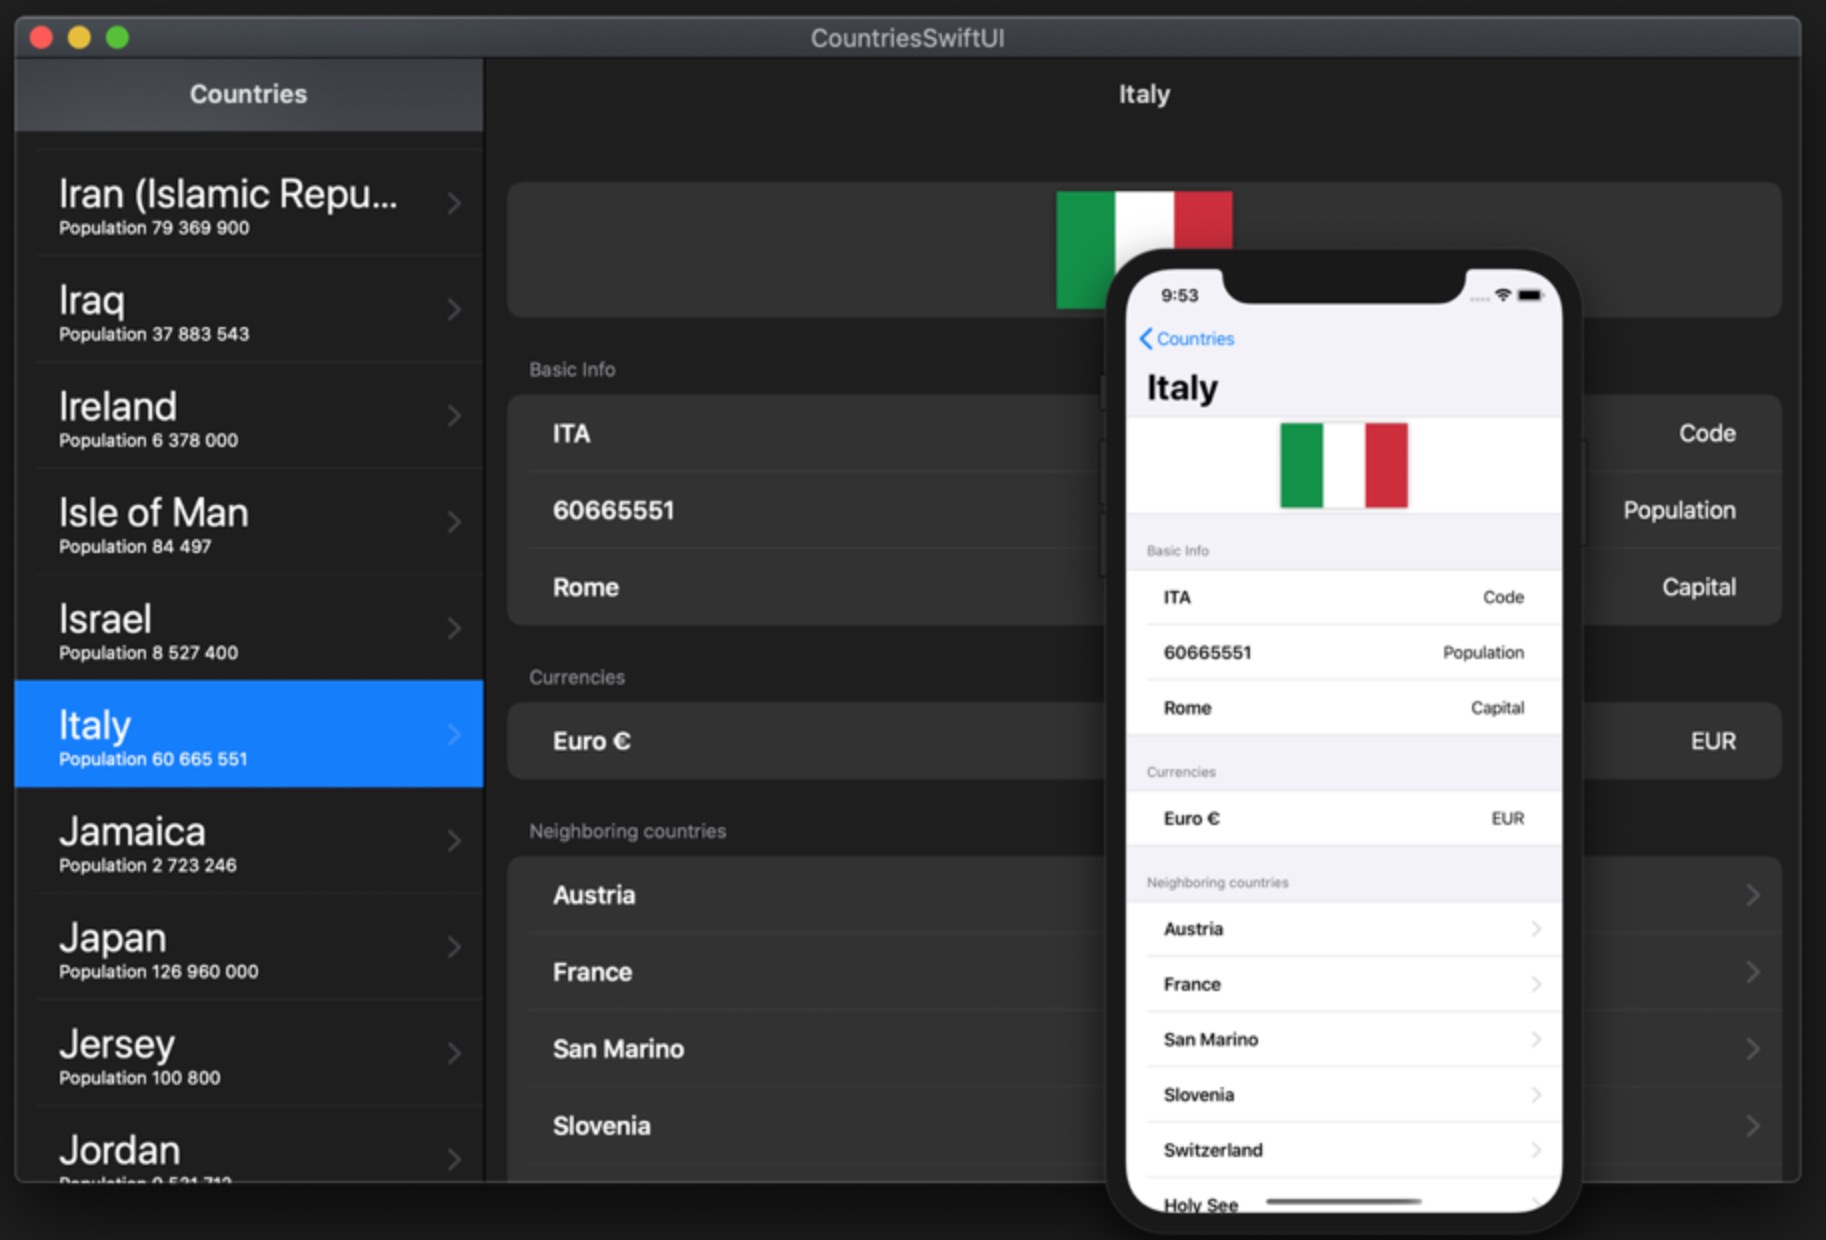 CountriesSwiftUI
Countries
Iran (Islamic Repu...
Population 79 369 900
Iraq
Population 37 883 543
Ireland
Population 6 378 000
Isle of Man
Population 84 497
Israel
Population 8 527 400
Italy
Population 60 665 551
Jamaica
Population 2 723 246
Japan
Population 126 960 000
Jersey
Population 100 800
Jordan
Population 9 531 712
Italy
Basic Info
ITA Code
60665551 Population
Rome Capital
Currencies
Euro € EUR
Neighboring countries
Austria
France
San Marino
Slovenia
9:53
Countries
Italy
Basic Info
ITA Code
60665551 Population
Rome Capital
Currencies
Euro € EUR
Neighboring countries
Austria
France
San Marino
Slovenia
Switzerland
Holy See